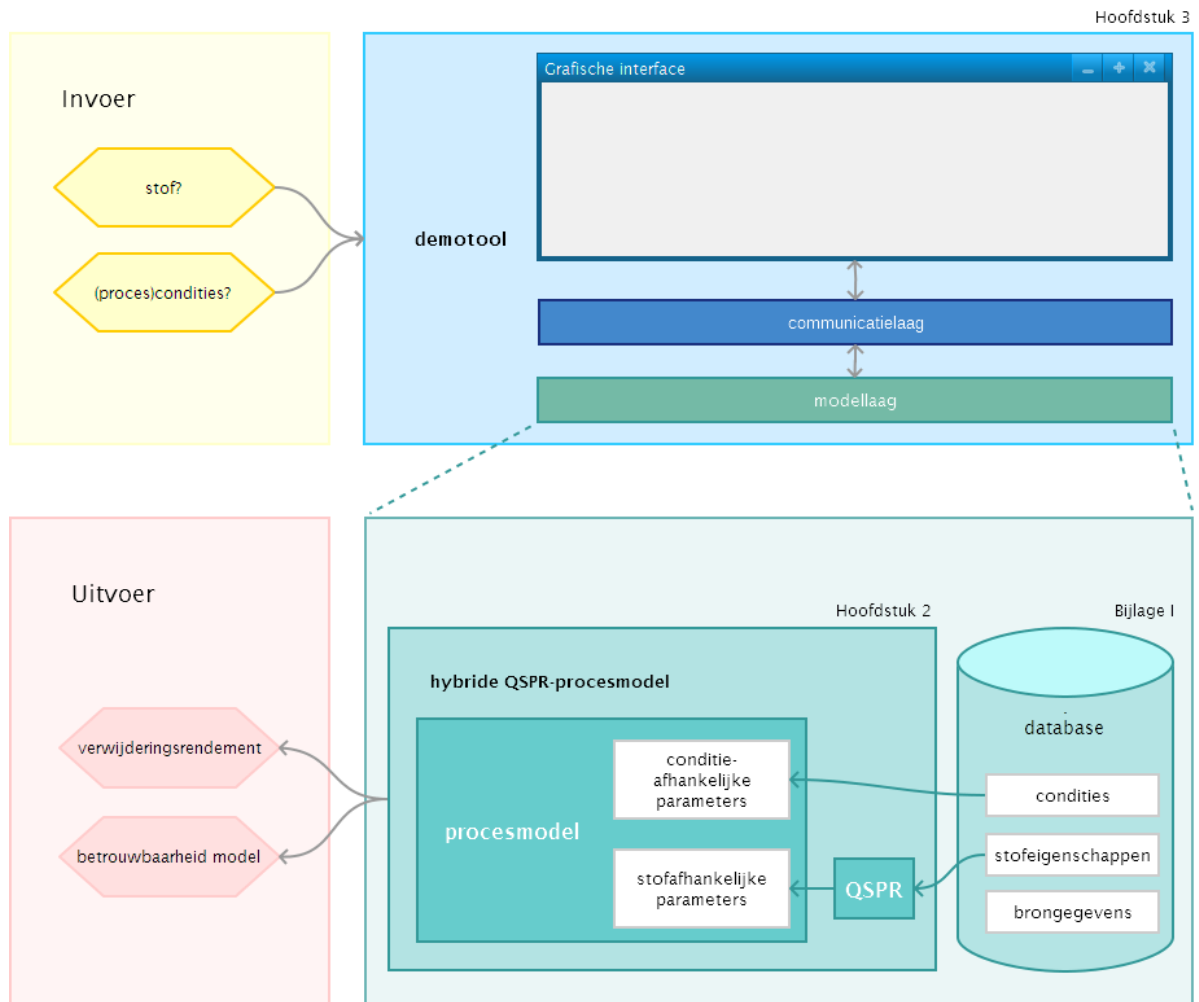 Hoofdstuk 3
Invoer
stof?
(proces)condities?
demotool
Grafische interface
communicatielaag
modellaag
Uitvoer
verwijderingsrendement
betrouwbaarheid model
Hoofdstuk 2
hybride QSPR-procesmodel
procesmodel
conditie-
afhankelijke
parameters
stofafhankelijke
parameters
QSPR
Bijlage I
database
condities
stofeigenschappen
brongegevens